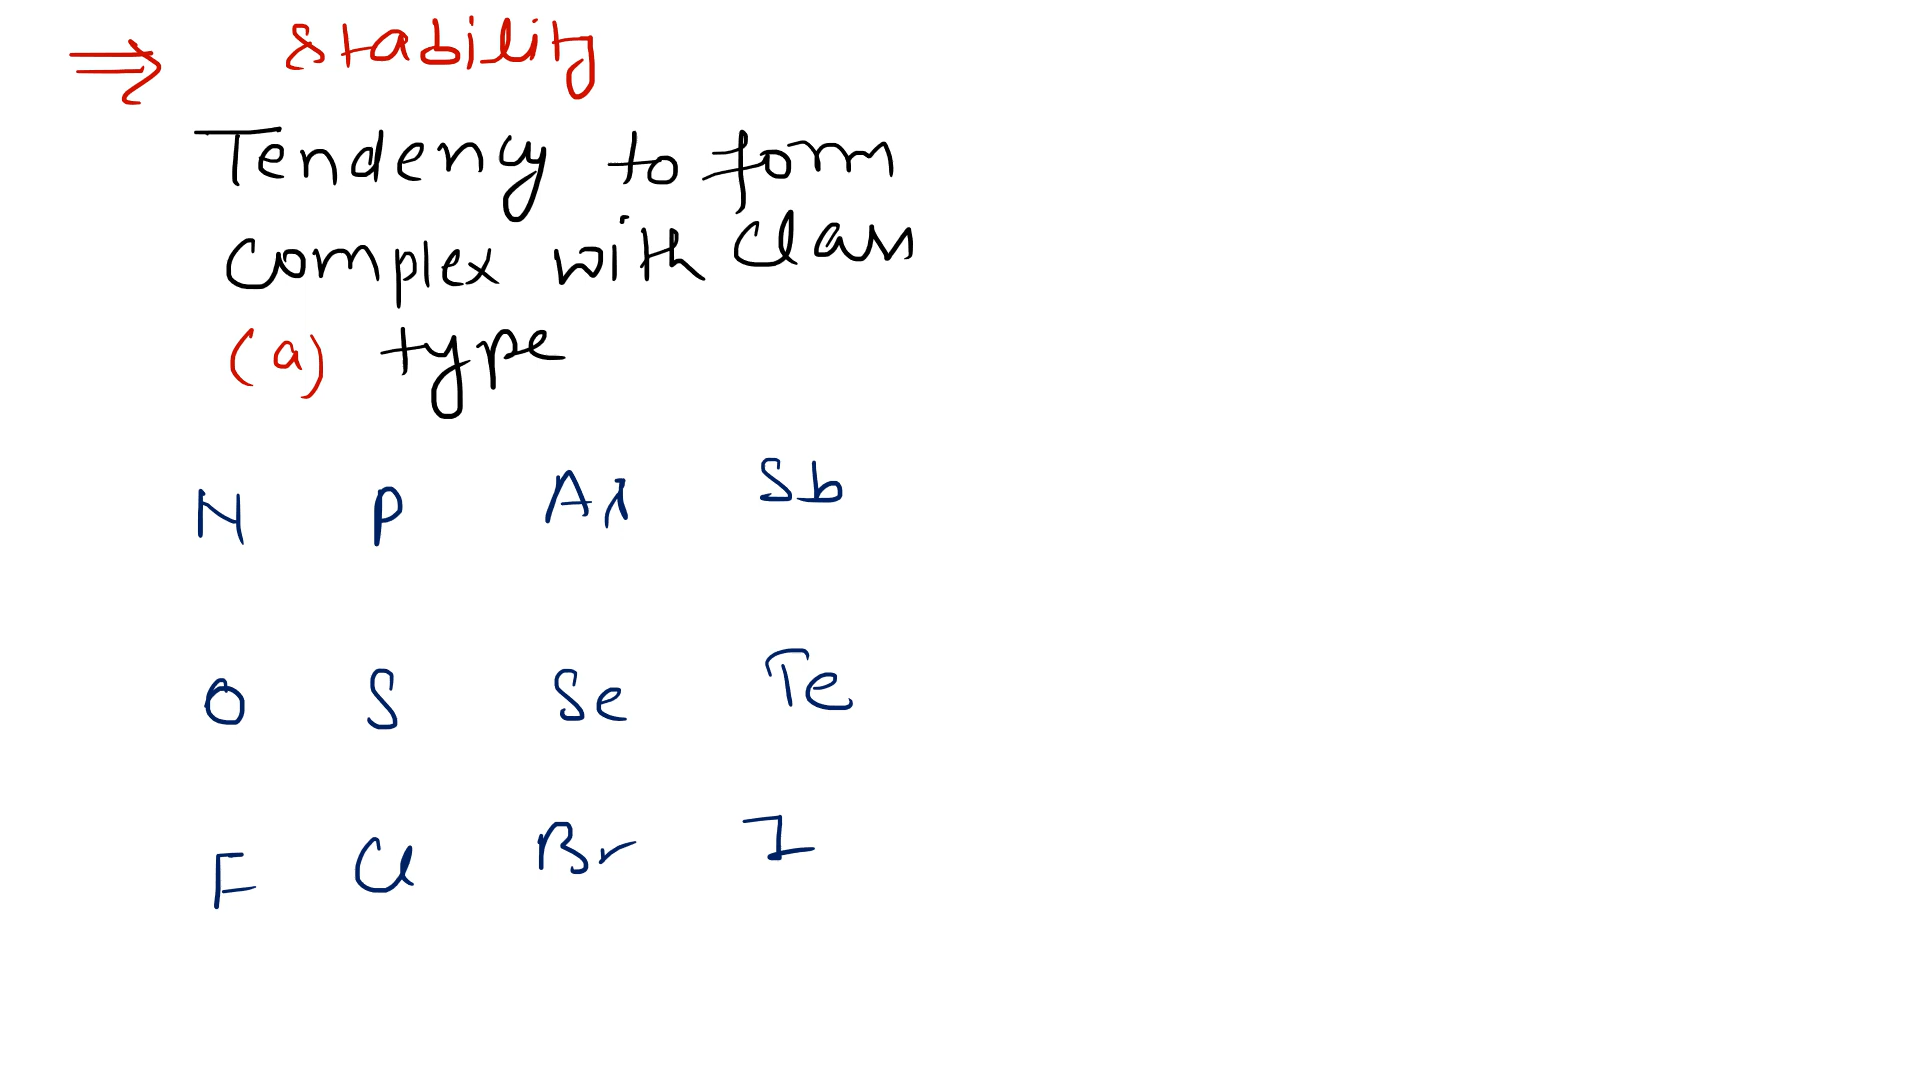 ⇒ Stability
Tendency to form
Complex with Class
(a) type
N P As Sb
O S Se Te
F Cl Br I